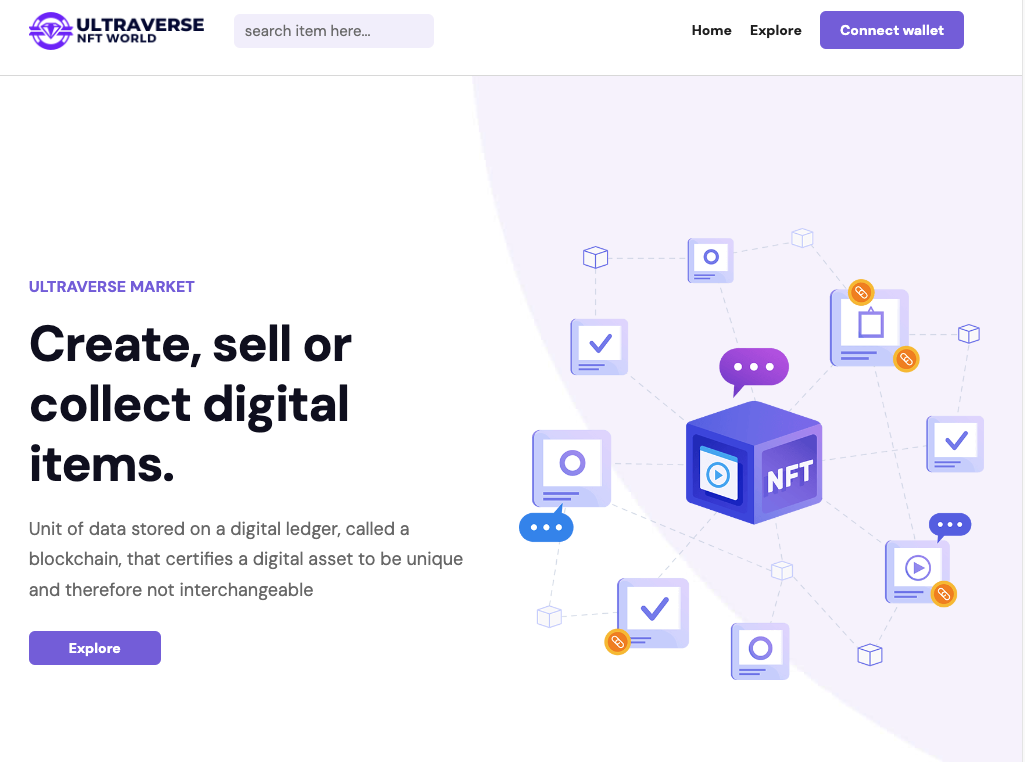 ULTRAVERSE
NFT WORLD
search item here...
Home
Explore
Connect wallet
ULTRAVERSE MARKET
Create, sell or
collect digital
items.
Unit of data stored on a digital ledger, called a
blockchain, that certifies a digital asset to be unique
and therefore not interchangeable
Explore
NFT